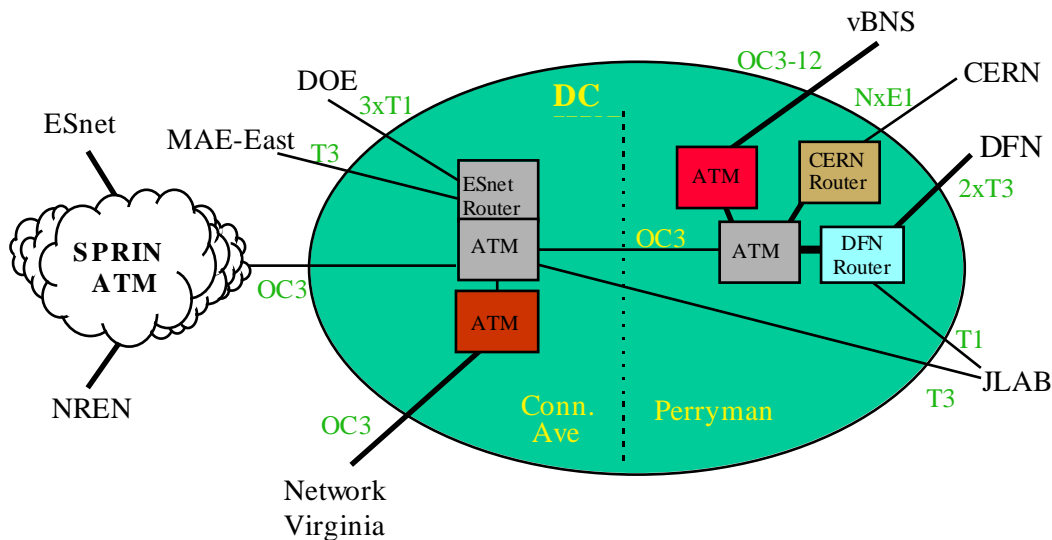 vBNS
OC3-12
CERN
DOE
3xT1
DC
NxE1
ESnet
MAE-East
T3
DFN
2xT3
ESnet
Router
ATM
CERN
Router
SPRIN
ATM
OC3
ATM
OC3
ATM
DFN
Router
ATM
T1
JLAB
T3
NREN
OC3
Conn.
Ave
Perryman
Network
Virginia